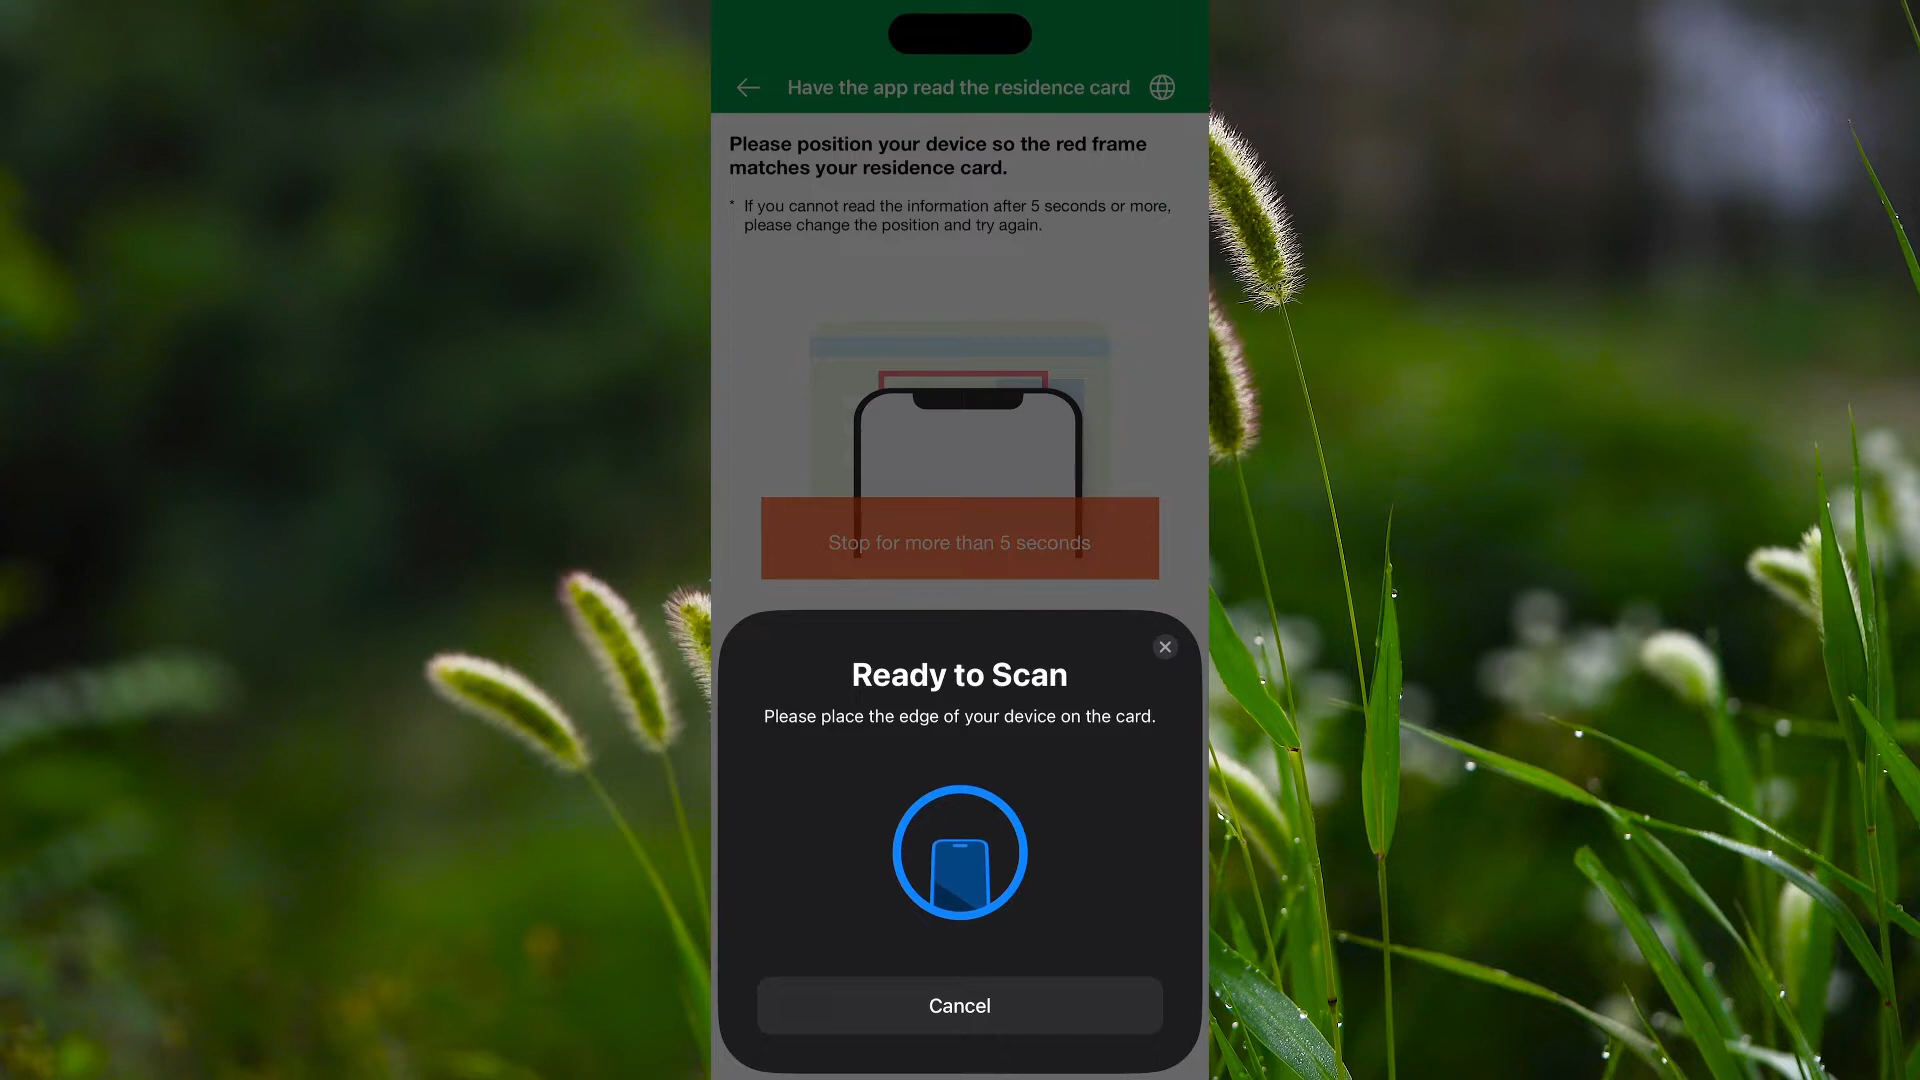 Have the app read the residence card
Please position your device so the red frame
matches your residence card.
* If you cannot read the information after 5 seconds or more,
please change the position and try again.
Stop for more than 5 seconds
Ready to Scan
Please place the edge of your device on the card.
Cancel